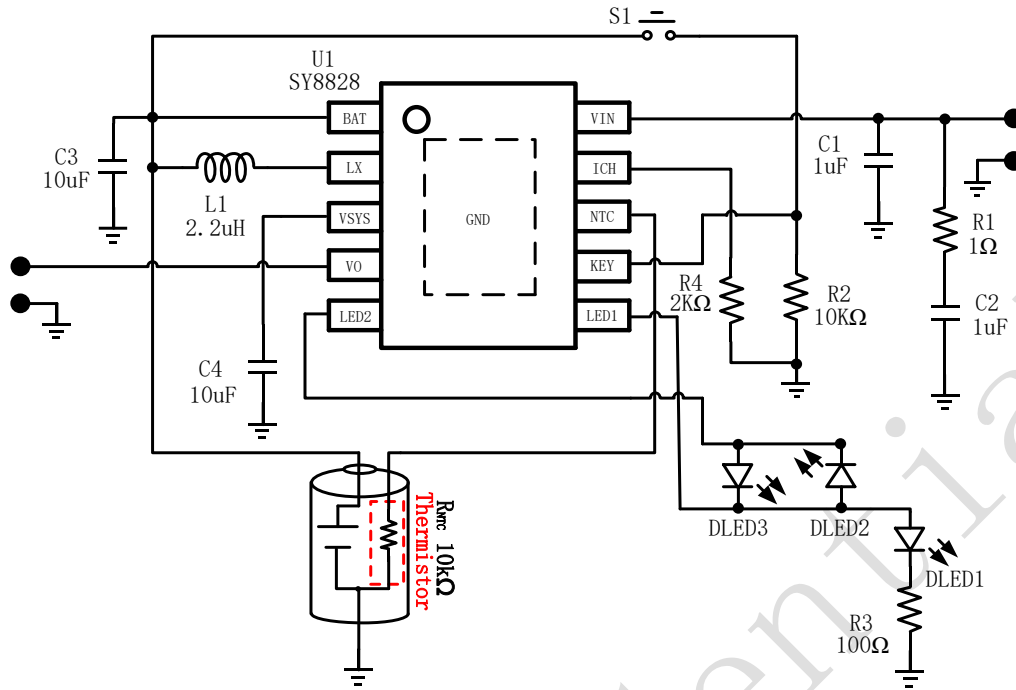 S1
U1
SY8828
BAT
VIN
C3
10uF
C1
1uF
LX
ICH
L1
2.2uH
VSYS
GND
NTC
R1
1Ω
VO
KEY
R4
2KΩ
R2
10KΩ
C2
1uF
LED2
LED1
C4
10uF
RNTC 10kΩ
Thermistor
DLED3
DLED2
DLED1
R3
100Ω
entia